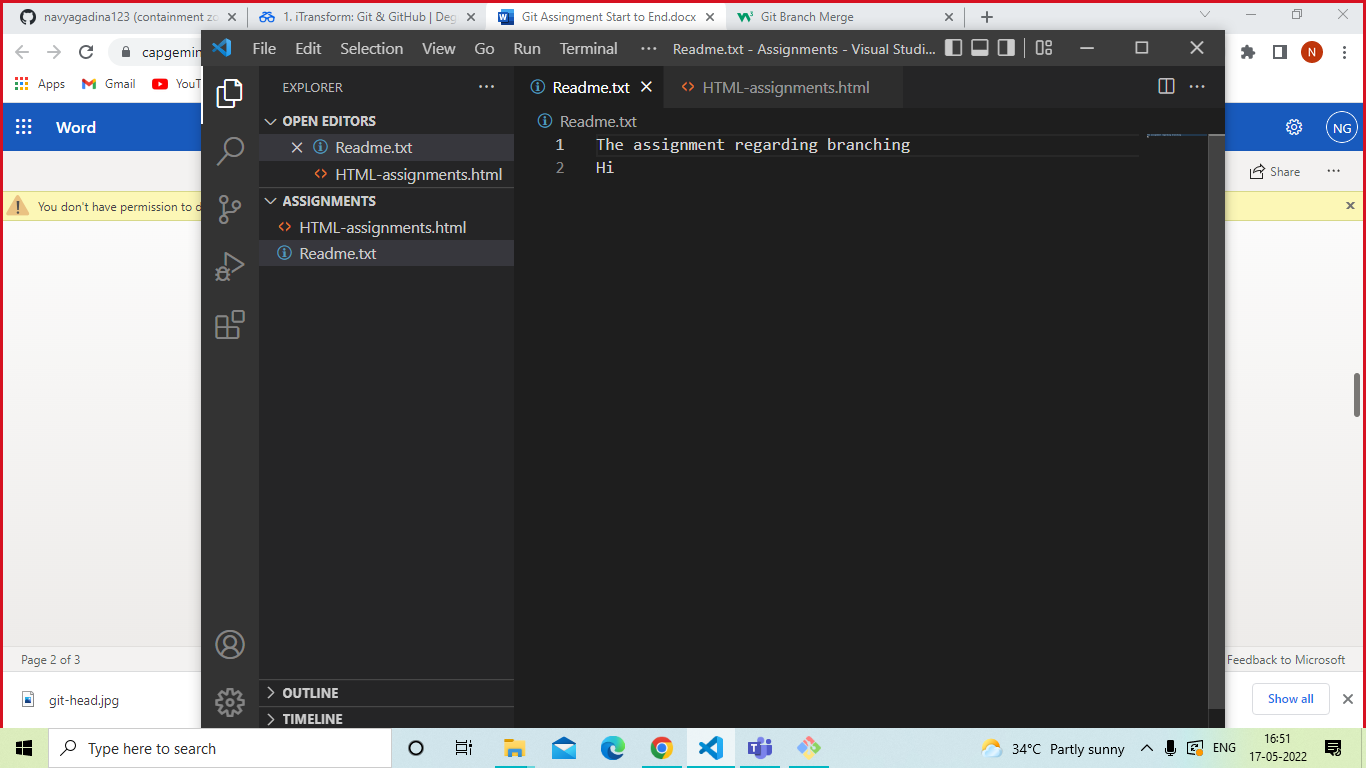 navyagadina123 (containment zo
1. iTransform: Git & GitHub | Deg
Git Assingment Start to End.docx
Git Branch Merge
capgemin
N
Apps
Gmail
YouT
File Edit Selection View Go Run Terminal ··· Readme.txt - Assignments - Visual Studi...
Word
NG
Share
You don't have permission to d
EXPLORER
OPEN EDITORS
Readme.txt
HTML-assignments.html
ASSIGNMENTS
HTML-assignments.html
Readme.txt
OUTLINE
TIMELINE
Readme.txt
HTML-assignments.html
Readme.txt
1 The assignment regarding branching
2 Hi
Page 2 of 3
Feedback to Microsoft
git-head.jpg
Show all
Type here to search
34°C Partly sunny
ENG
16:51
17-05-2022